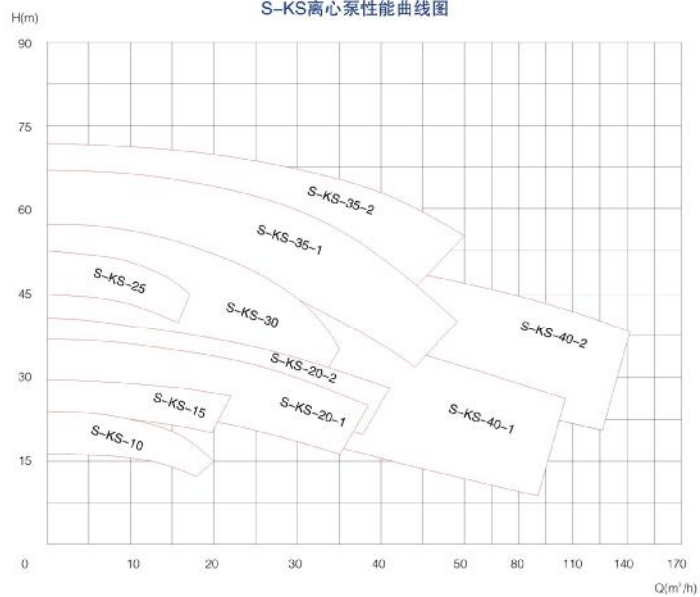 S-KS离心泵性能曲线图
H(m)
90
75
60
45
30
15
S-KS-35-2
S-KS-35-1
S-KS-25
S-KS-30
S-KS-40-2
S-KS-20-2
S-KS-15
S-KS-20-1
S-KS-40-1
S-KS-10
0 10 20 30 40 50 80 110 140 170
Q(m³/h)